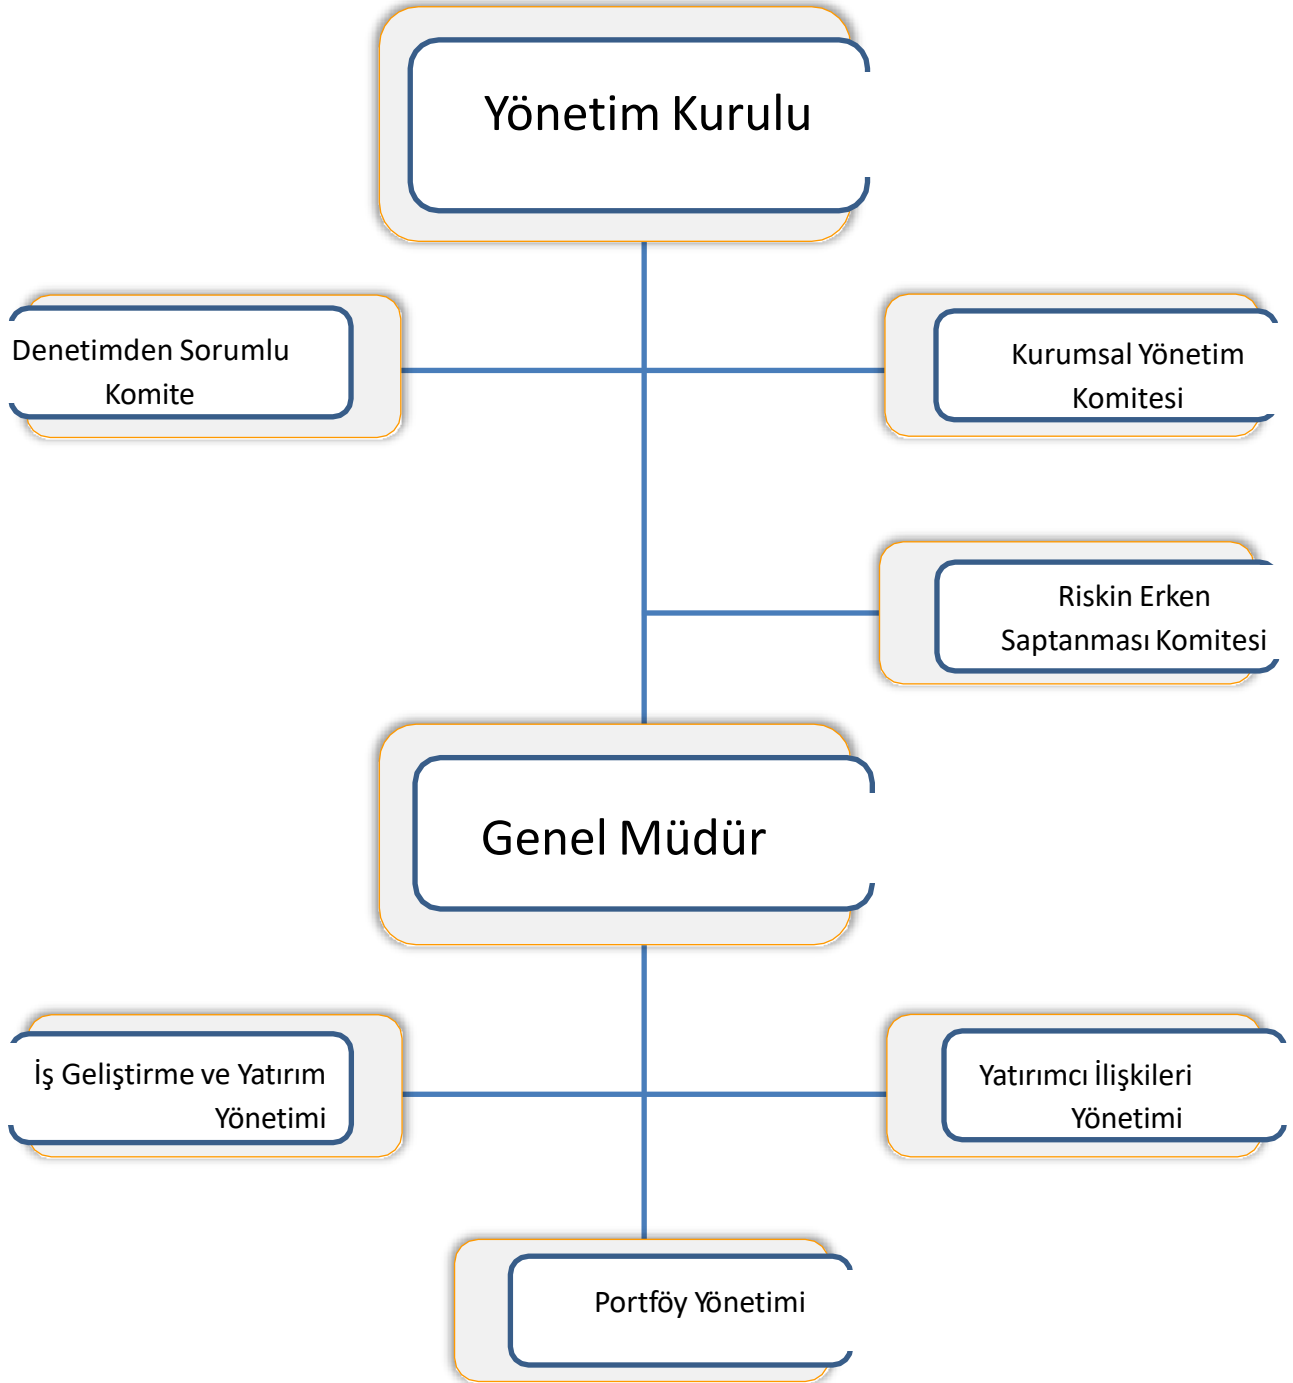 Yönetim Kurulu
Denetimden Sorumlu
Komite
Kurumsal Yönetim
Komitesi
Riskin Erken
Saptanması Komitesi
Genel Müdür
İş Geliştirme ve Yatırım
Yönetimi
Yatırımcı İlişkileri
Yönetimi
Portföy Yönetimi